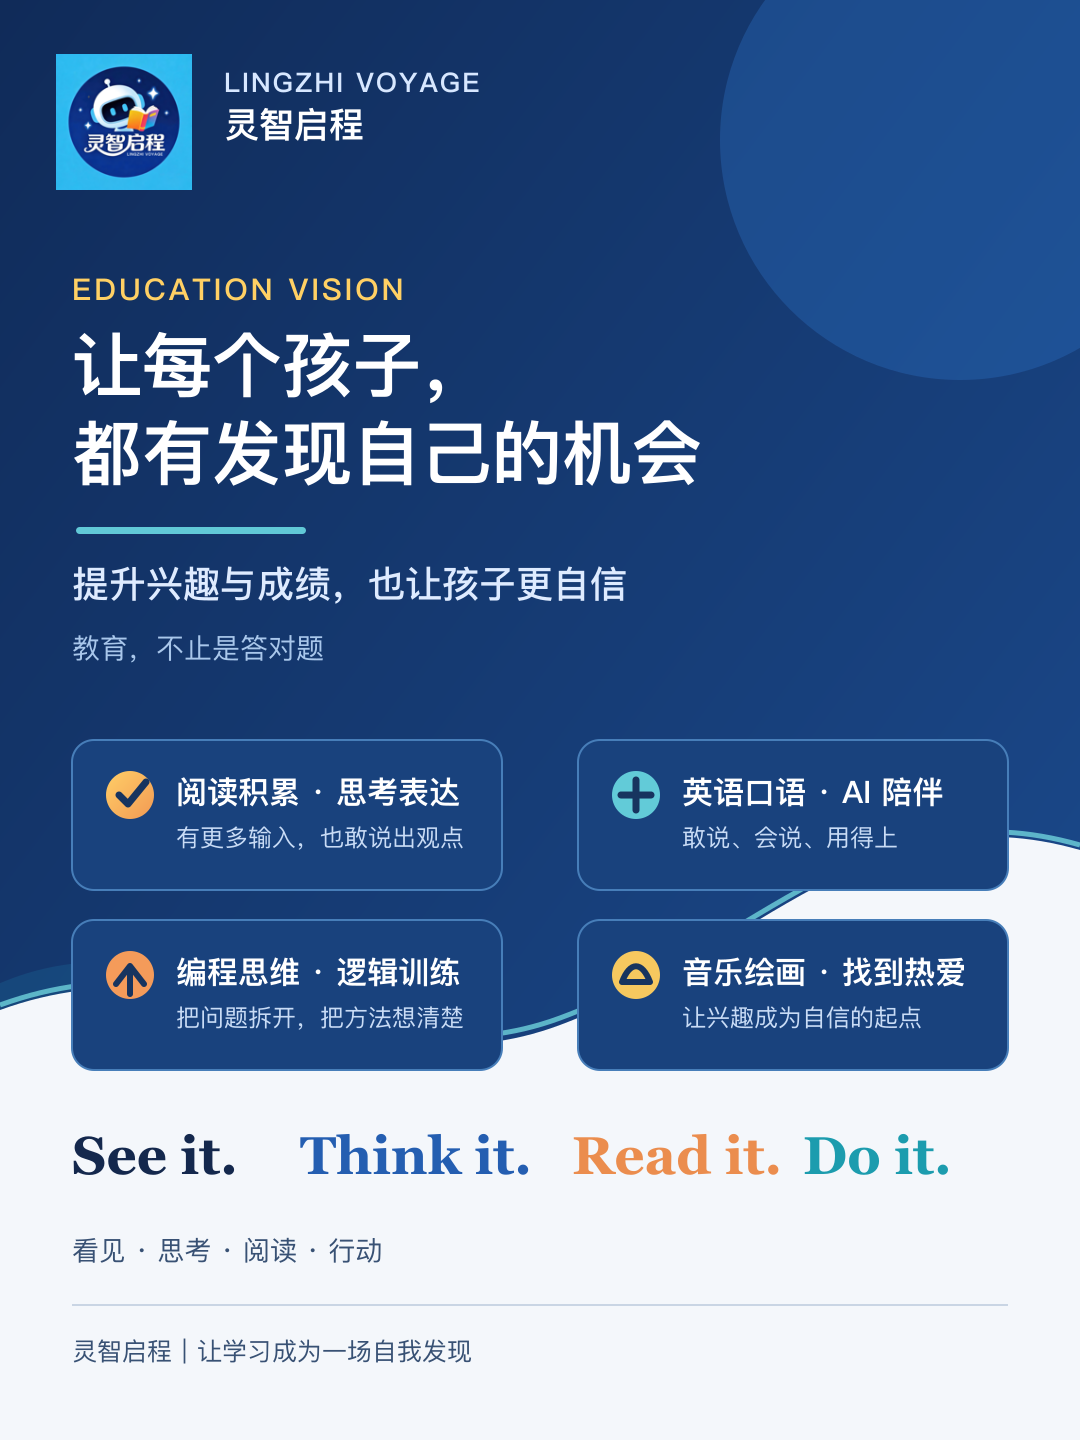 灵智启程
LINGZHI VOYAGE
LINGZHI VOYAGE
灵智启程
EDUCATION VISION
让每个孩子，
都有发现自己的机会
提升兴趣与成绩，也让孩子更自信
教育，不止是答对题
阅读积累 · 思考表达
有更多输入，也敢说出观点
英语口语 · AI 陪伴
敢说、会说、用得上
编程思维 · 逻辑训练
把问题拆开，把方法想清楚
音乐绘画 · 找到热爱
让兴趣成为自信的起点
See it. Think it. Read it. Do it.
看见 · 思考 · 阅读 · 行动
灵智启程｜让学习成为一场自我发现